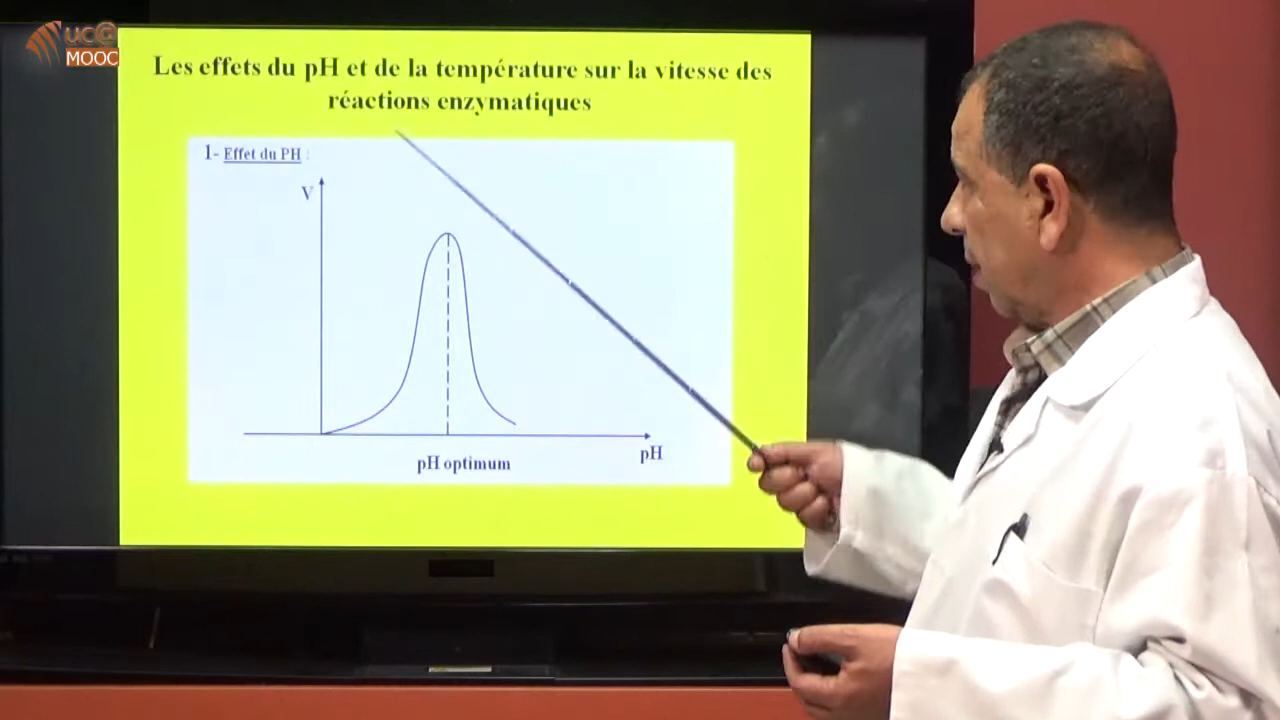 UC@
MOOC
Les effets du pH et de la température sur la vitesse des
réactions enzymatiques
1- Effet du PH :
V
pH
pH optimum